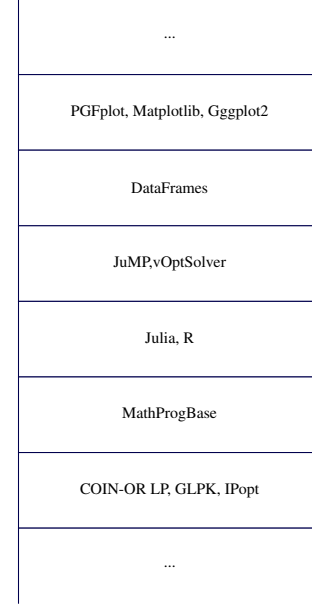 ...
PGFplot, Matplotlib, Gggplot2
DataFrames
JuMP,vOptSolver
Julia, R
MathProgBase
COIN-OR LP, GLPK, IPopt
...